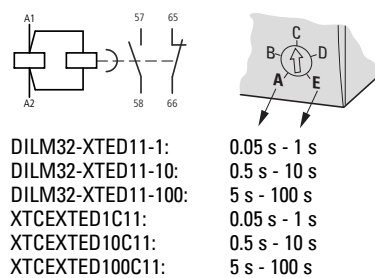 A1 57 65
A2 58 66
C
B D
A E
DILM32-XTED11-1: 0.05 s - 1 s
DILM32-XTED11-10: 0.5 s - 10 s
DILM32-XTED11-100: 5 s - 100 s
XTCEXTED1C11: 0.05 s - 1 s
XTCEXTED10C11: 0.5 s - 10 s
XTCEXTED100C11: 5 s - 100 s